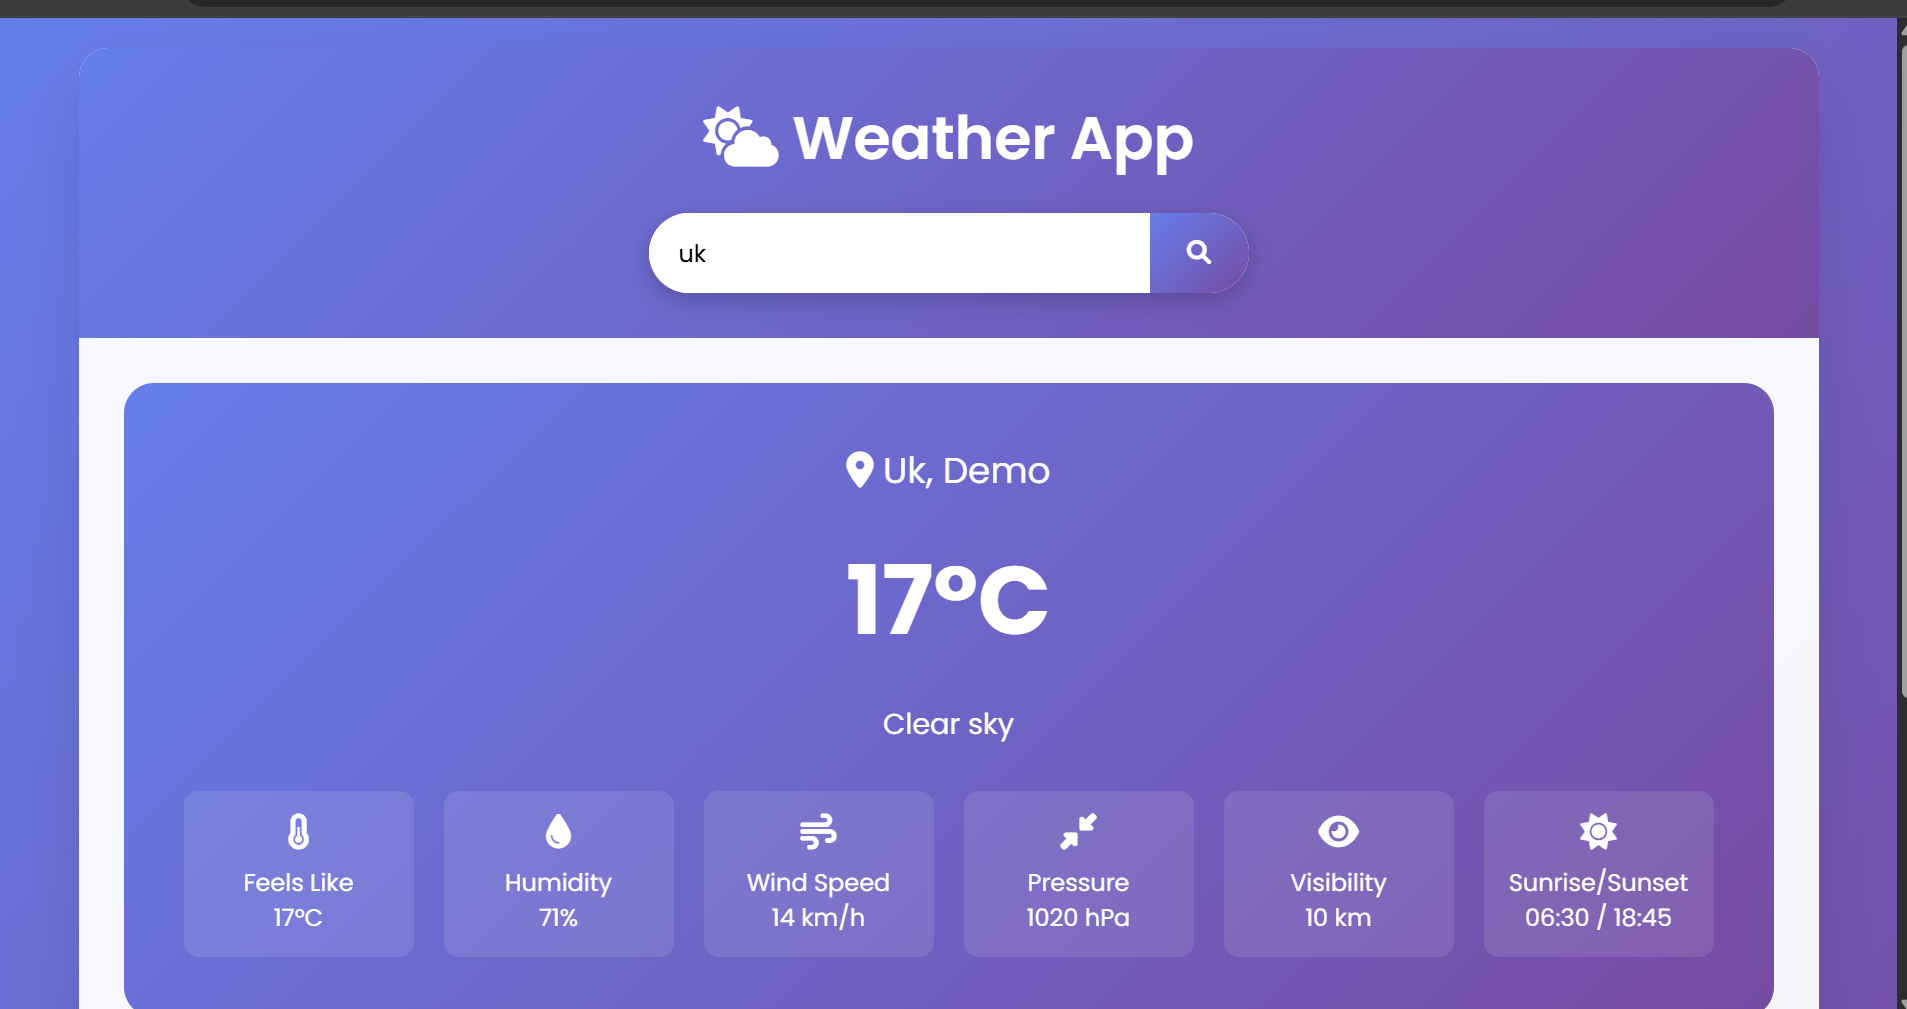 Weather App
uk
Uk, Demo
17°C
Clear sky
Feels Like
17°C
Humidity
71%
Wind Speed
14 km/h
Pressure
1020 hPa
Visibility
10 km
Sunrise/Sunset
06:30 / 18:45